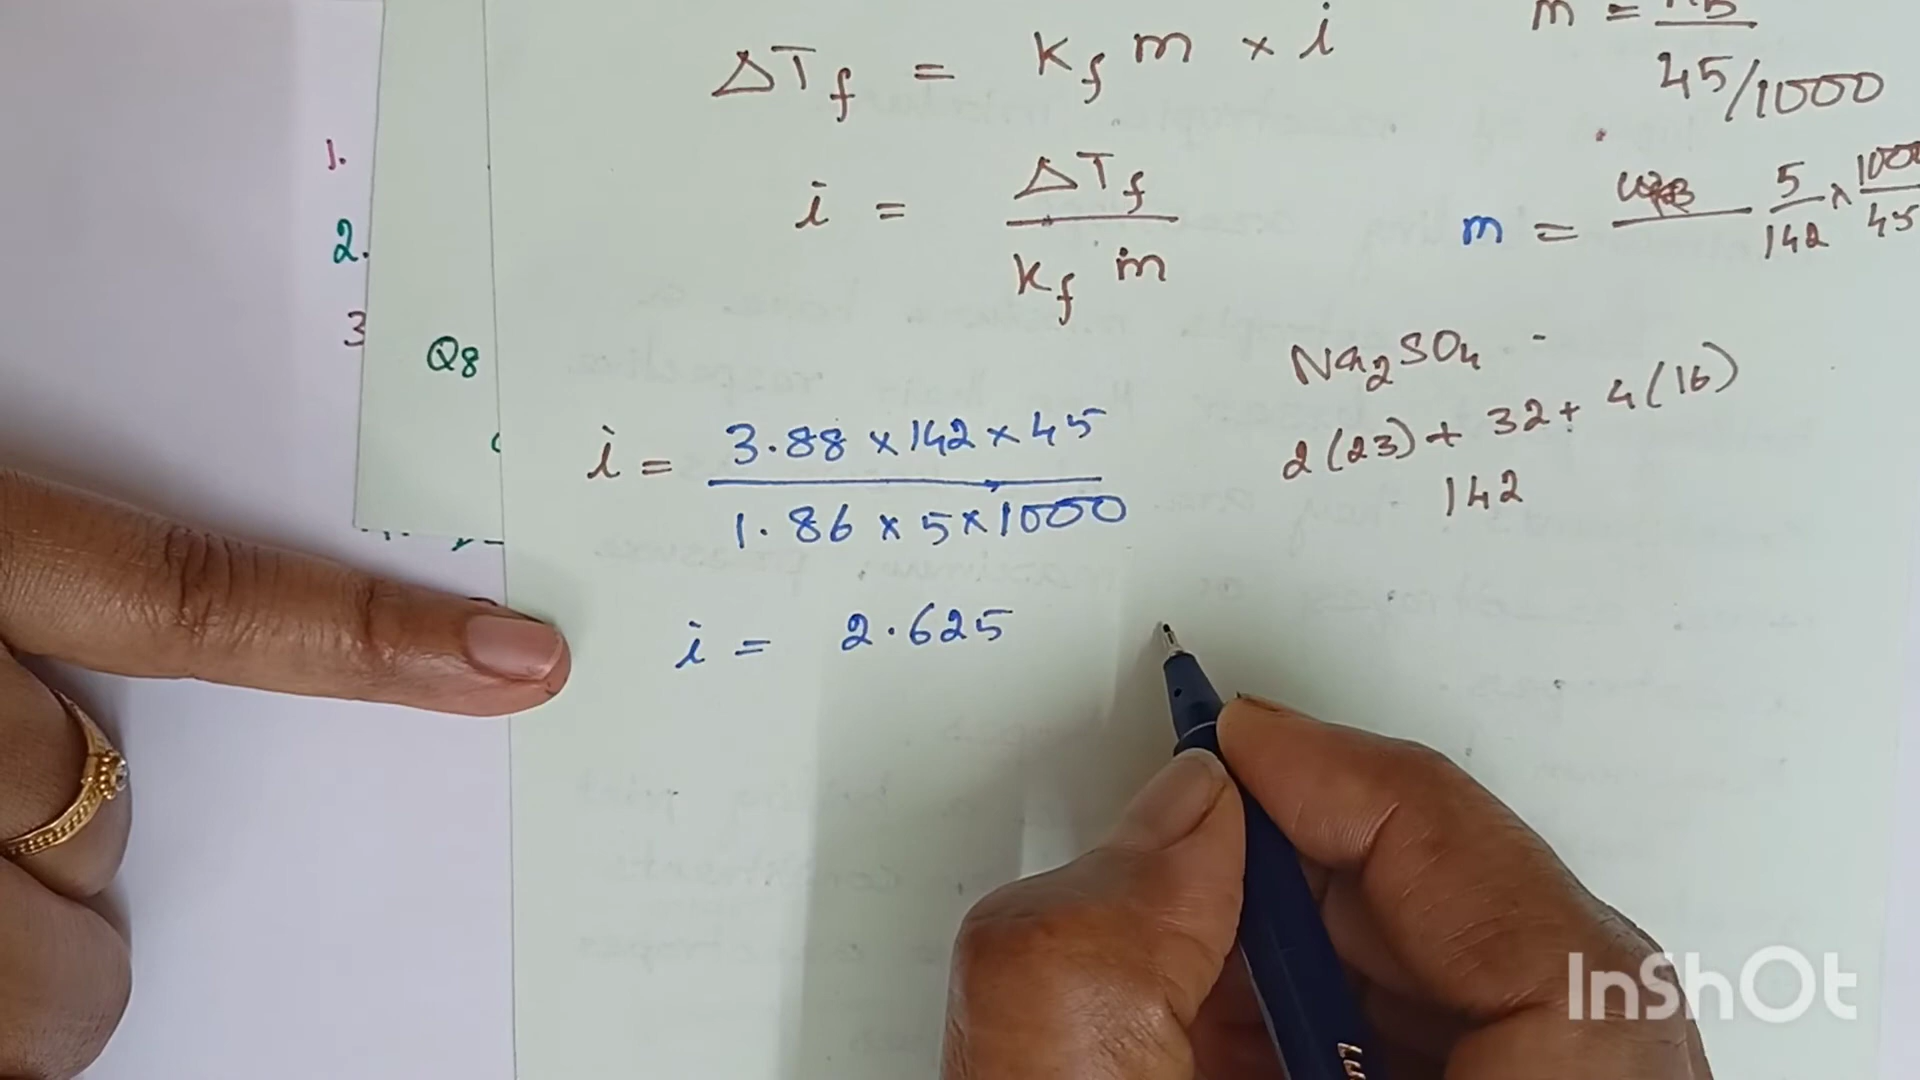 ΔTf = Kf m × i
m =
45/1000
1.
i = ΔTf / Kf m
m = 5/142 × 1000/45
2.
3
Q8
Na2SO4 -
2(23) + 32 + 4(16)
142
i = 3.88 × 142 × 45 / 1.86 × 5 × 1000
i = 2.625
InShOt